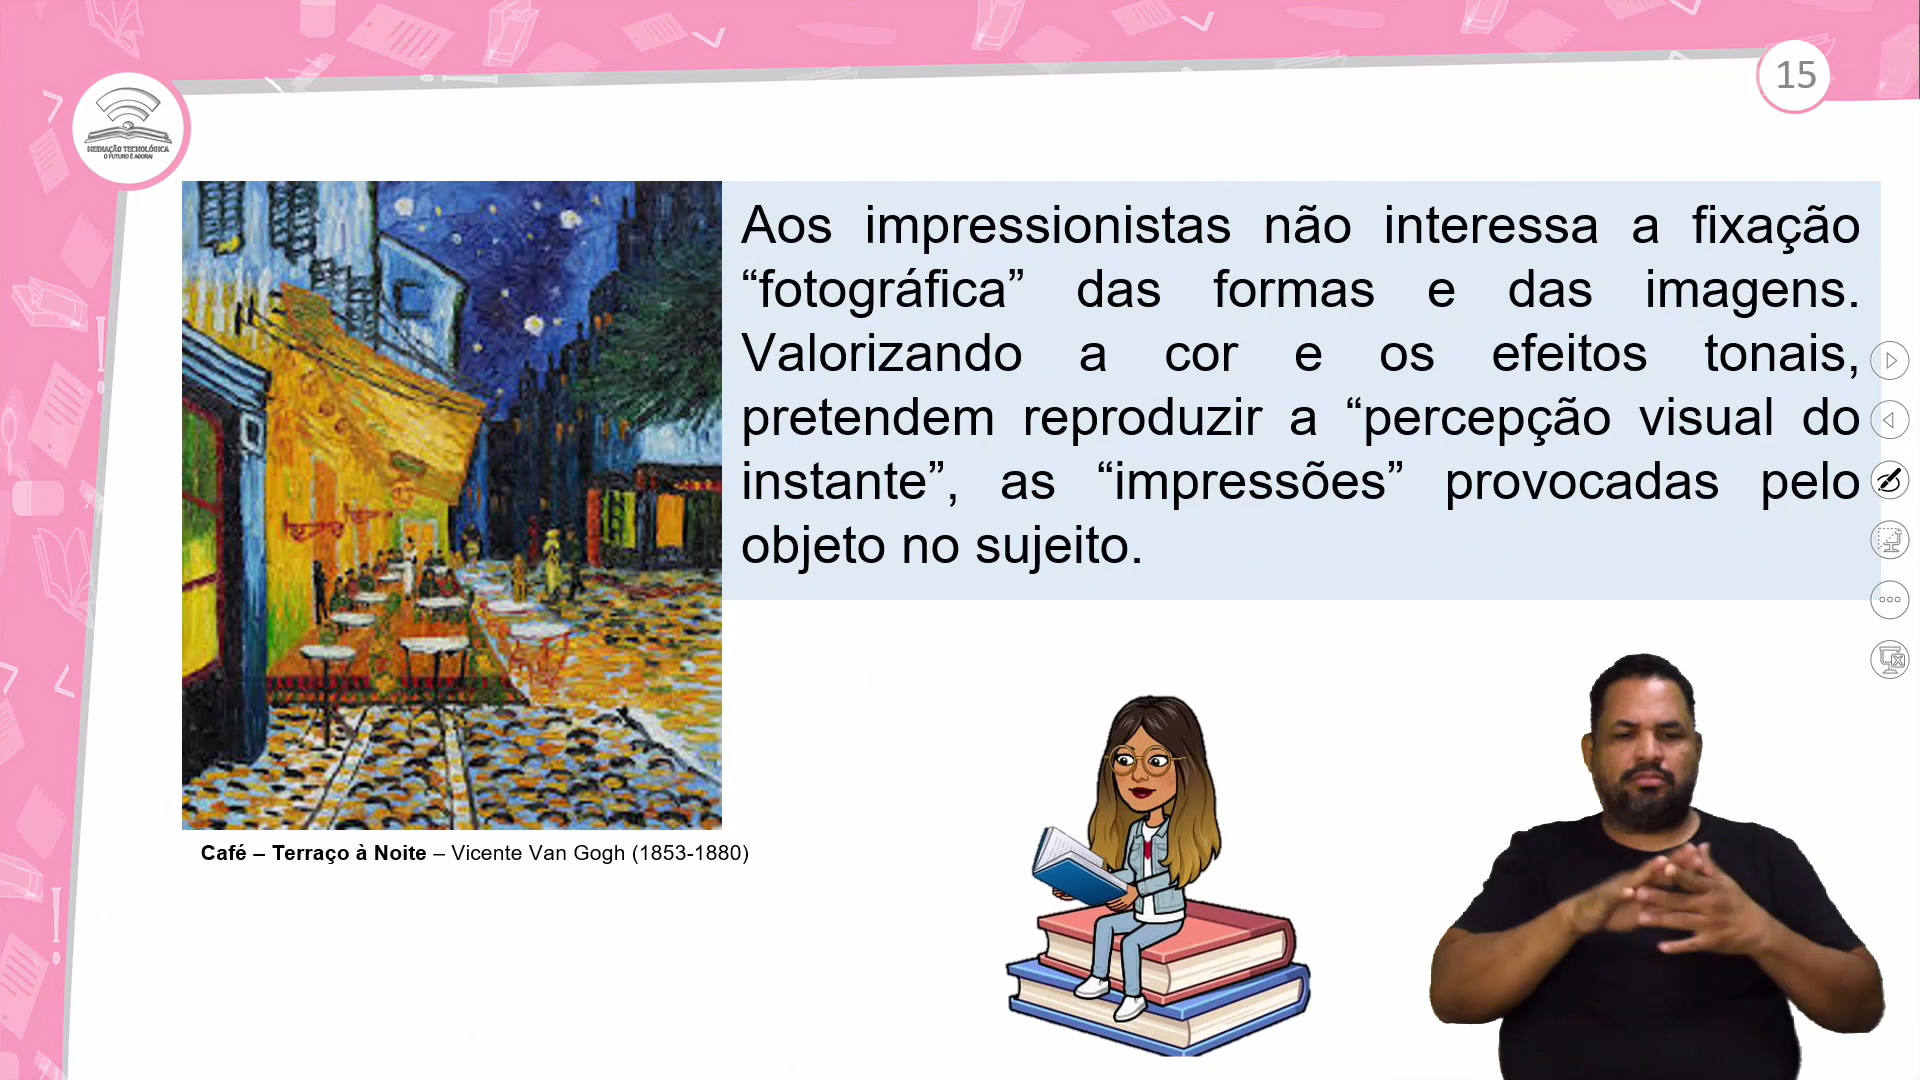 15
MEDIAÇÃO TECNOLÓGICA
O FUTURO É AGORA!
Aos impressionistas não interessa a fixação
“fotográfica” das formas e das imagens.
Valorizando a cor e os efeitos tonais,
pretendem reproduzir a “percepção visual do
instante”, as “impressões” provocadas pelo
objeto no sujeito.
Café – Terraço à Noite – Vicente Van Gogh (1853-1880)